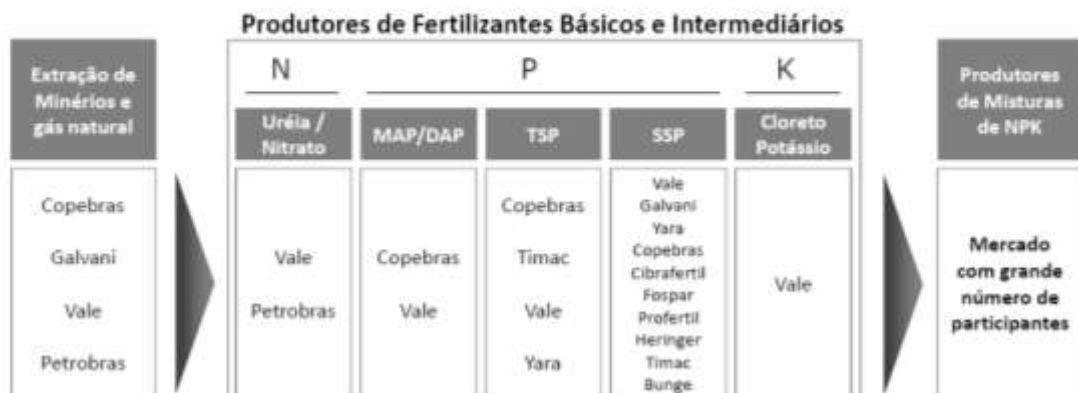 Produtores de Fertilizantes Básicos e Intermediários
Extração de
Minérios e
gás natural
Copebras
Galvani
Vale
Petrobras
N
P
K
Uréia /
Nitrato
Vale
Petrobras
MAP/DAP
Copebras
Vale
TSP
Copebras
Timac
Vale
Yara
SSP
Vale
Galvani
Yara
Copebras
Cibrafertil
Fospar
Profertil
Heringer
Timac
Bunge
Cloreto
Potássio
Vale
Produtores
de Misturas
de NPK
Mercado
com grande
número de
participantes